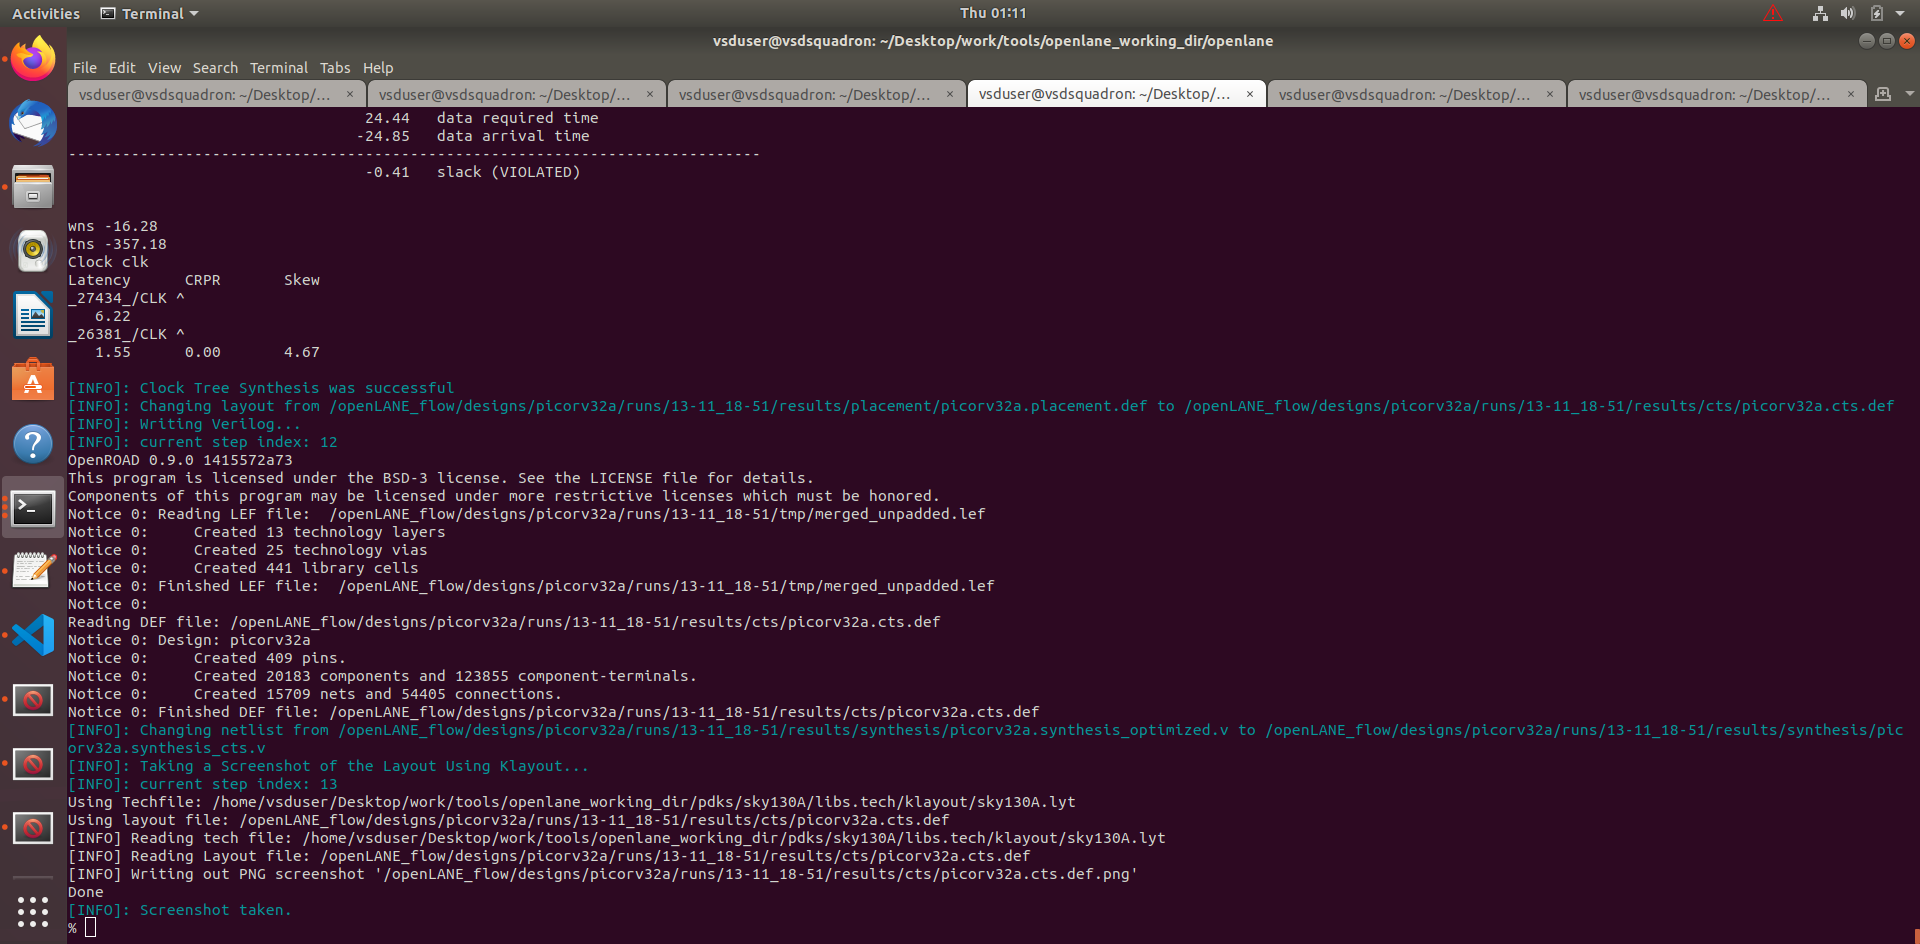 Activities Terminal Thu 01:11
vsduser@vsdsquadron: ~/Desktop/work/tools/openlane_working_dir/openlane
File Edit View Search Terminal Tabs Help
vsduser@vsdsquadron: ~/Desktop/... × vsduser@vsdsquadron: ~/Desktop/... × vsduser@vsdsquadron: ~/Desktop/... × vsduser@vsdsquadron: ~/Desktop/... × vsduser@vsdsquadron: ~/Desktop/... × vsduser@vsdsquadron: ~/Desktop/... ×
24.44 data required time
-24.85 data arrival time
-----------------------------------------------------------------------------
-0.41 slack (VIOLATED)
wns -16.28
tns -357.18
Clock clk
Latency CRPR Skew
_27434_/CLK ^
6.22
_26381_/CLK ^
1.55 0.00 4.67
[INFO]: Clock Tree Synthesis was successful
[INFO]: Changing layout from /openLANE_flow/designs/picorv32a/runs/13-11_18-51/results/placement/picorv32a.placement.def to /openLANE_flow/designs/picorv32a/runs/13-11_18-51/results/cts/picorv32a.cts.def
[INFO]: Writing Verilog...
[INFO]: current step index: 12
OpenROAD 0.9.0 1415572a73
This program is licensed under the BSD-3 license. See the LICENSE file for details.
Components of this program may be licensed under more restrictive licenses which must be honored.
Notice 0: Reading LEF file:  /openLANE_flow/designs/picorv32a/runs/13-11_18-51/tmp/merged_unpadded.lef
Notice 0:     Created 13 technology layers
Notice 0:     Created 25 technology vias
Notice 0:     Created 441 library cells
Notice 0: Finished LEF file:  /openLANE_flow/designs/picorv32a/runs/13-11_18-51/tmp/merged_unpadded.lef
Notice 0:
Reading DEF file: /openLANE_flow/designs/picorv32a/runs/13-11_18-51/results/cts/picorv32a.cts.def
Notice 0: Design: picorv32a
Notice 0:     Created 409 pins.
Notice 0:     Created 20183 components and 123855 component-terminals.
Notice 0:     Created 15709 nets and 54405 connections.
Notice 0: Finished DEF file: /openLANE_flow/designs/picorv32a/runs/13-11_18-51/results/cts/picorv32a.cts.def
[INFO]: Changing netlist from /openLANE_flow/designs/picorv32a/runs/13-11_18-51/results/synthesis/picorv32a.synthesis_optimized.v to /openLANE_flow/designs/picorv32a/runs/13-11_18-51/results/synthesis/pic
orv32a.synthesis_cts.v
[INFO]: Taking a Screenshot of the Layout Using Klayout...
[INFO]: current step index: 13
Using Techfile: /home/vsduser/Desktop/work/tools/openlane_working_dir/pdks/sky130A/libs.tech/klayout/sky130A.lyt
Using layout file: /openLANE_flow/designs/picorv32a/runs/13-11_18-51/results/cts/picorv32a.cts.def
[INFO] Reading tech file: /home/vsduser/Desktop/work/tools/openlane_working_dir/pdks/sky130A/libs.tech/klayout/sky130A.lyt
[INFO] Reading Layout file: /openLANE_flow/designs/picorv32a/runs/13-11_18-51/results/cts/picorv32a.cts.def
[INFO] Writing out PNG screenshot '/openLANE_flow/designs/picorv32a/runs/13-11_18-51/results/cts/picorv32a.cts.def.png'
Done
[INFO]: Screenshot taken.
%